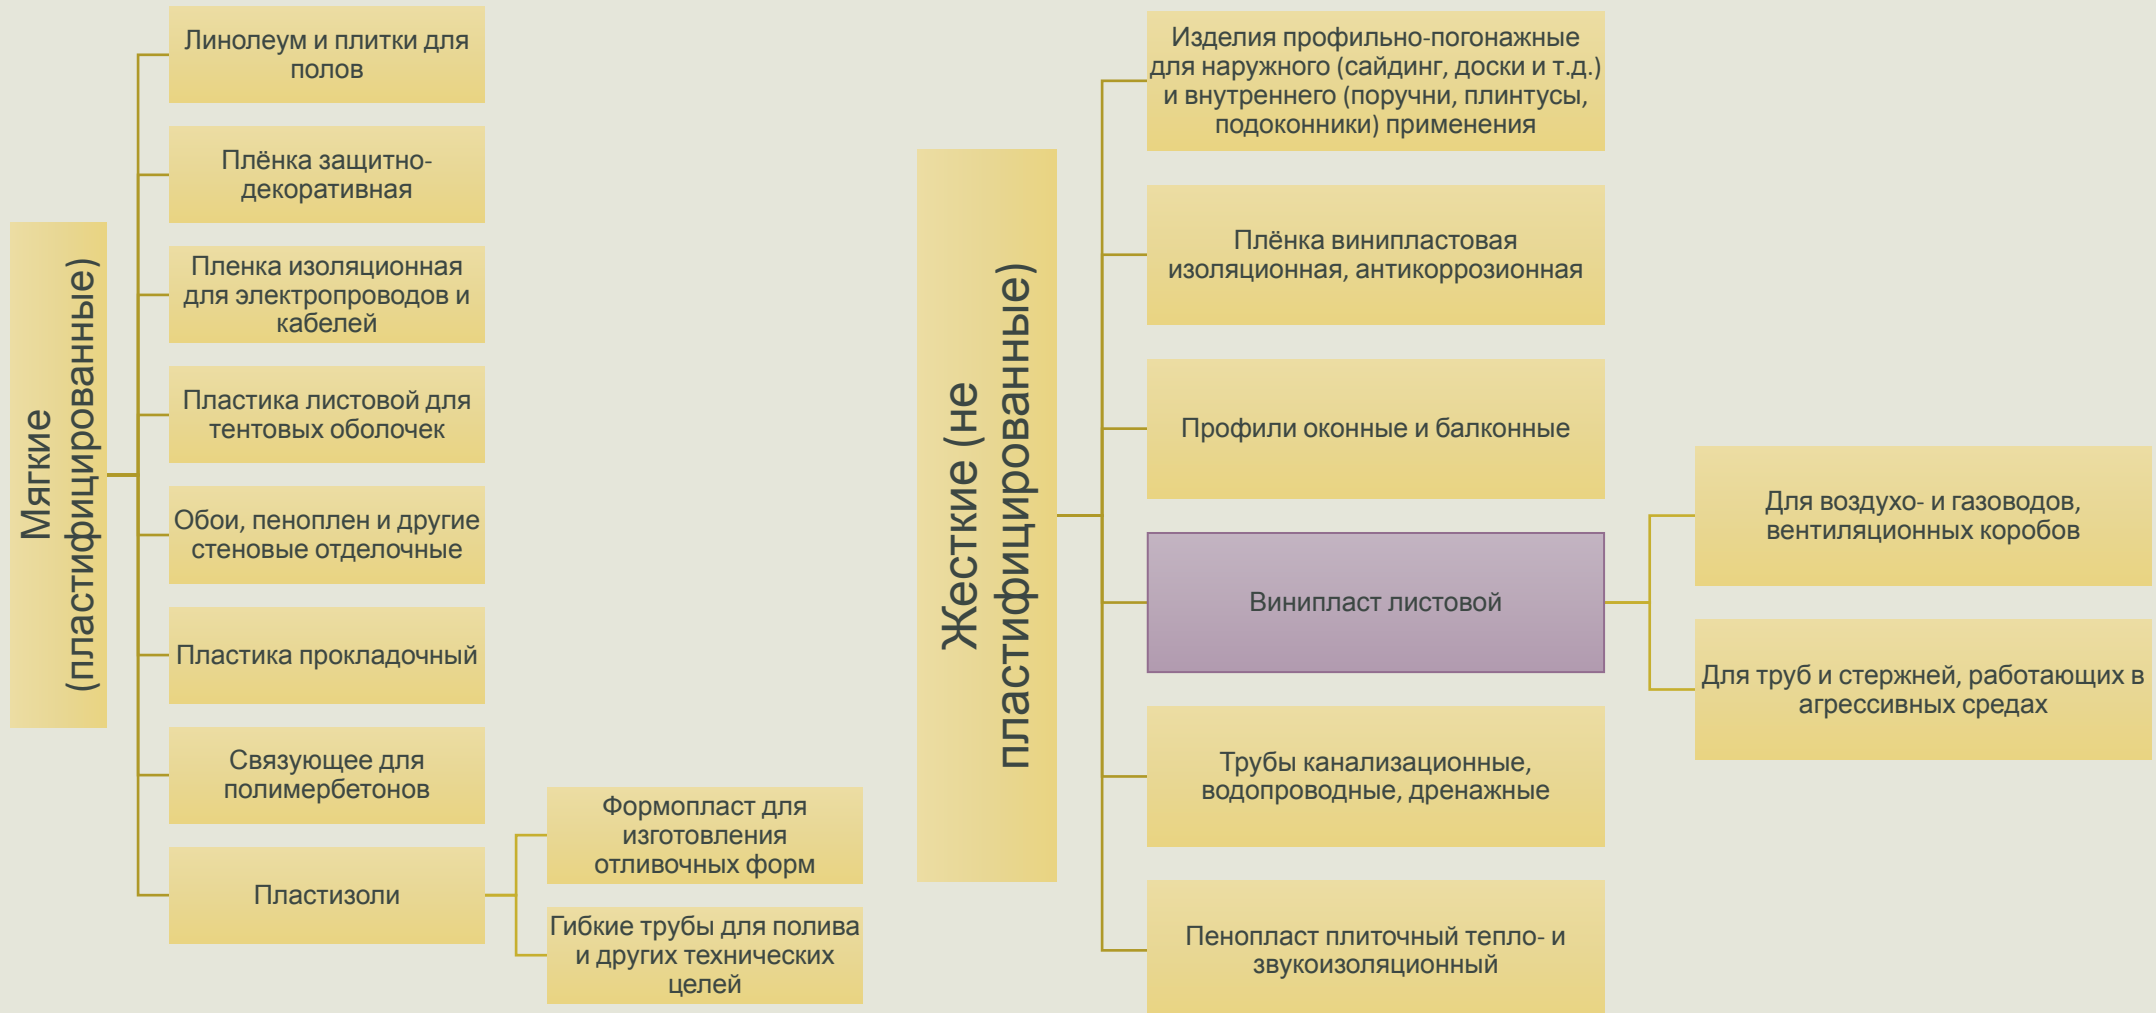 Мягкие
(пластифицированные)
Линолеум и плитки для
полов
Плёнка защитно-
декоративная
Пленка изоляционная
для электропроводов и
кабелей
Пластика листовой для
тентовых оболочек
Обои, пеноплен и другие
стеновые отделочные
Пластика прокладочный
Связующее для
полимербетонов
Пластизоли
Формопласт для
изготовления
отливочных форм
Гибкие трубы для полива
и других технических
целей
Жесткие (не
пластифицированные)
Изделия профильно-погонажные
для наружного (сайдинг, доски и т.д.)
и внутреннего (поручни, плинтусы,
подоконники) применения
Плёнка винипластовая
изоляционная, антикоррозионная
Профили оконные и балконные
Винипласт листовой
Для воздухо- и газоводов,
вентиляционных коробов
Для труб и стержней, работающих в
агрессивных средах
Трубы канализационные,
водопроводные, дренажные
Пенопласт плиточный тепло- и
звукоизоляционный